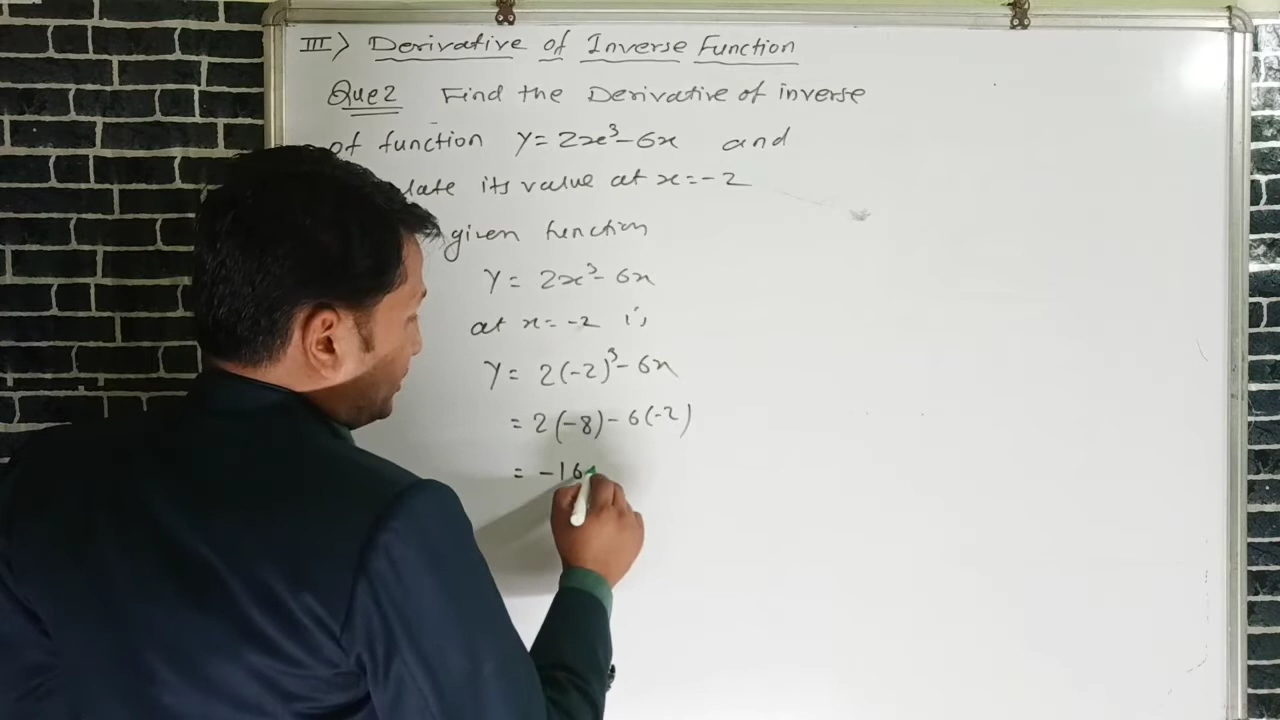 III) Derivative of Inverse Function
Que2 Find the Derivative of inverse
of function y = 2x³ - 6x and
late its value at x = -2
given function
y = 2x³ - 6x
at x = -2 is
y = 2(-2)³ - 6x
= 2(-8) - 6(-2)
= -16